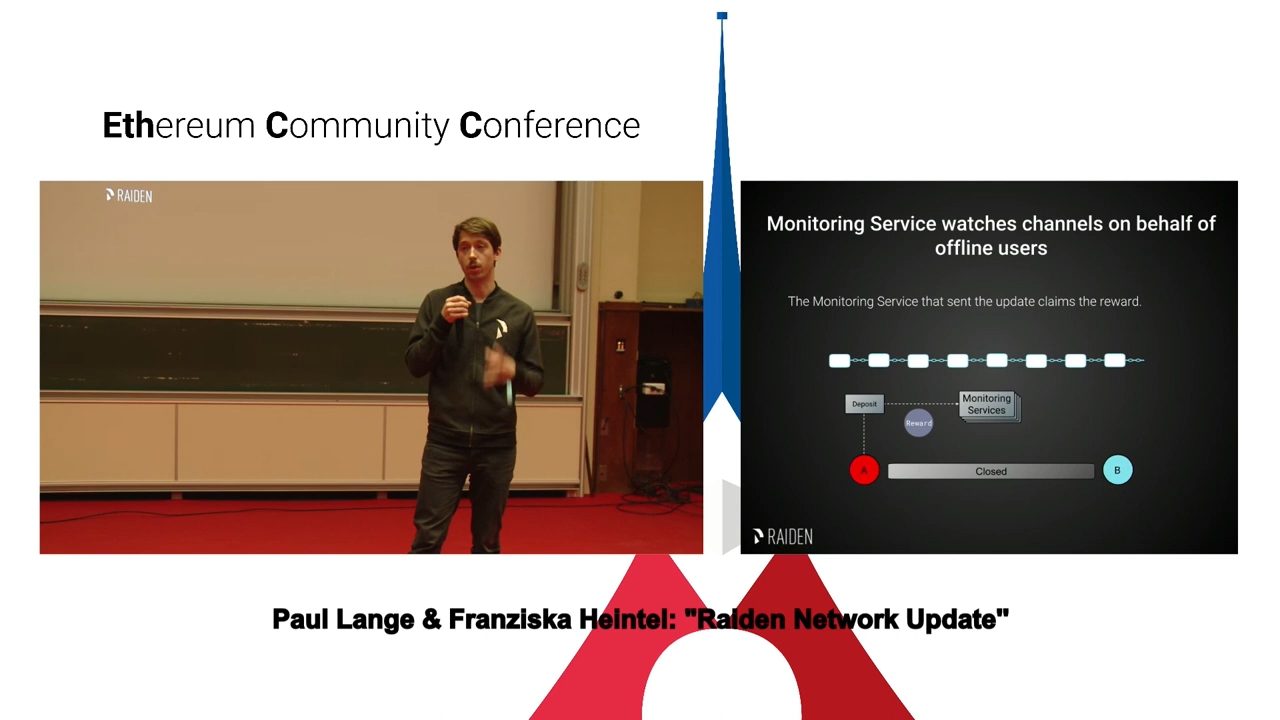 Ethereum Community Conference
RAIDEN
Monitoring Service watches channels on behalf of
offline users
The Monitoring Service that sent the update claims the reward.
Deposit
Reward
Monitoring
Services
A
Closed
B
RAIDEN
Paul Lange & Franziska Heintel: "Raiden Network Update"